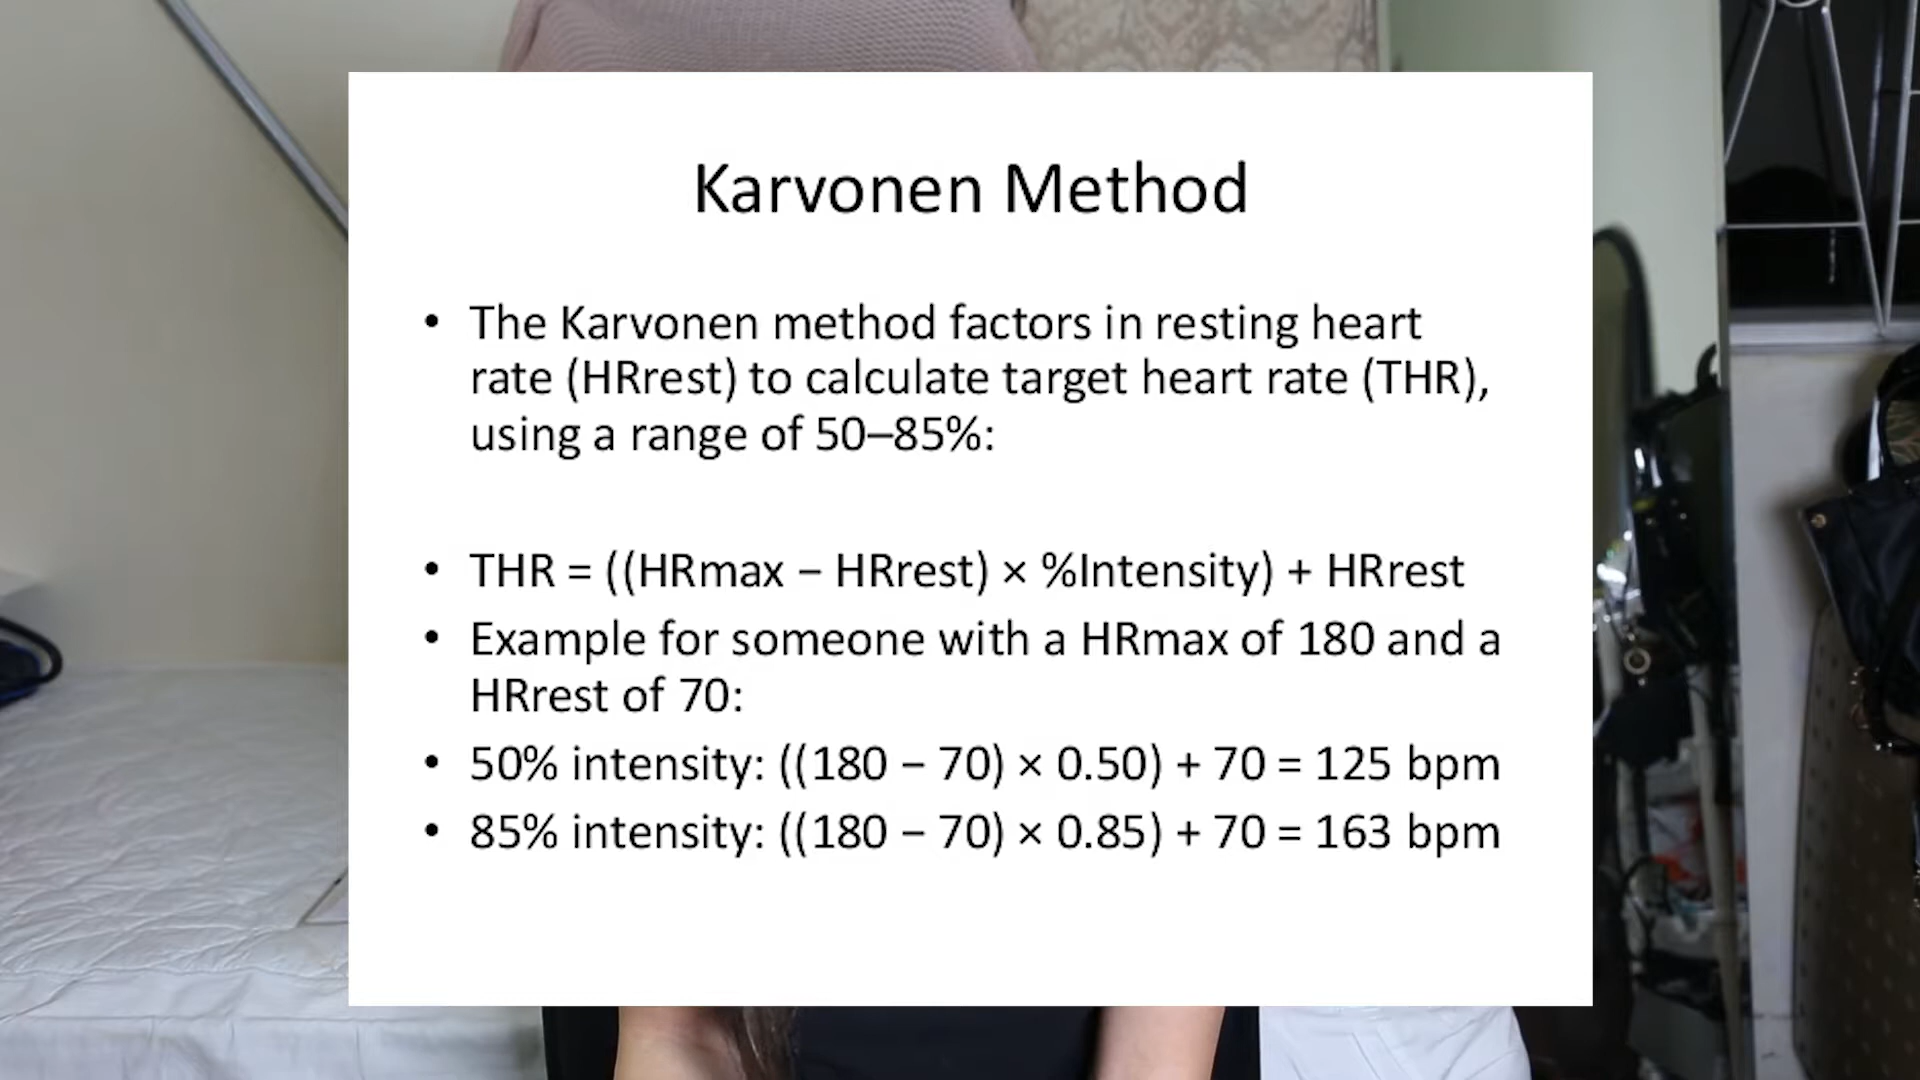 Karvonen Method
• The Karvonen method factors in resting heart
rate (HRrest) to calculate target heart rate (THR),
using a range of 50–85%:
• THR = ((HRmax − HRrest) × %Intensity) + HRrest
• Example for someone with a HRmax of 180 and a
HRrest of 70:
• 50% intensity: ((180 − 70) × 0.50) + 70 = 125 bpm
• 85% intensity: ((180 − 70) × 0.85) + 70 = 163 bpm